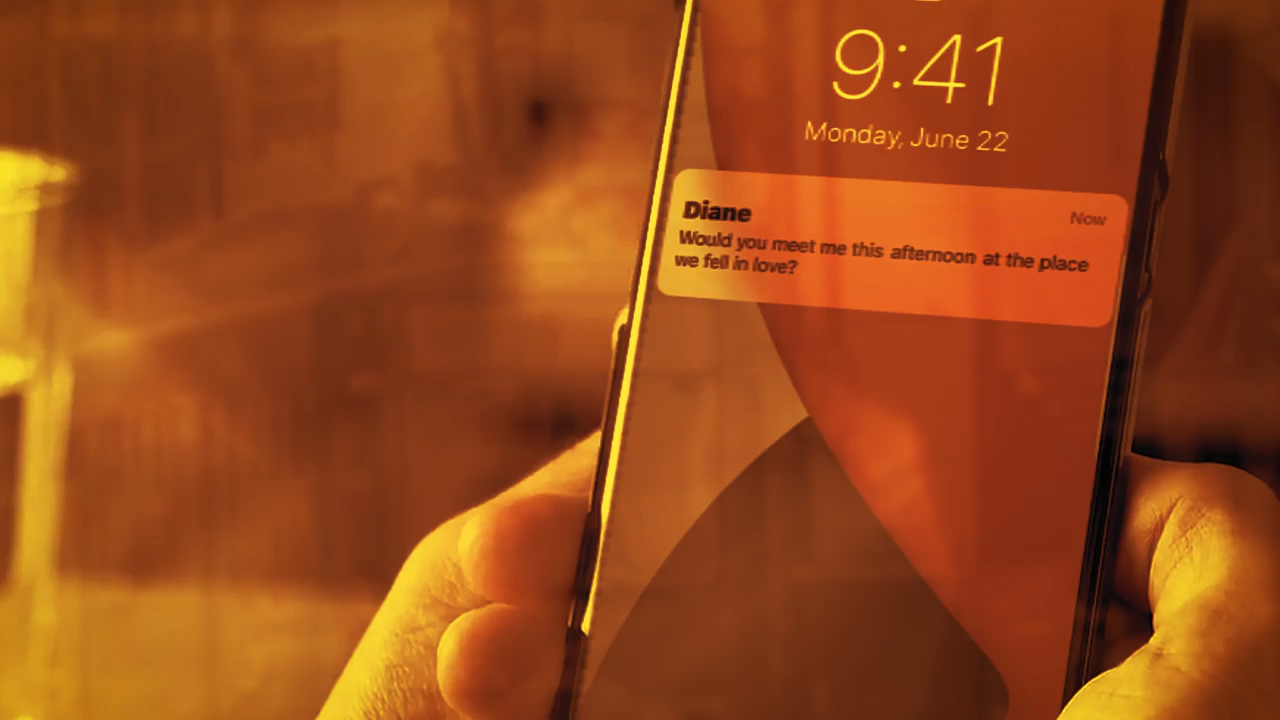 9:41
Monday, June 22
Diane
Now
Would you meet me this afternoon at the place
we fell in love?